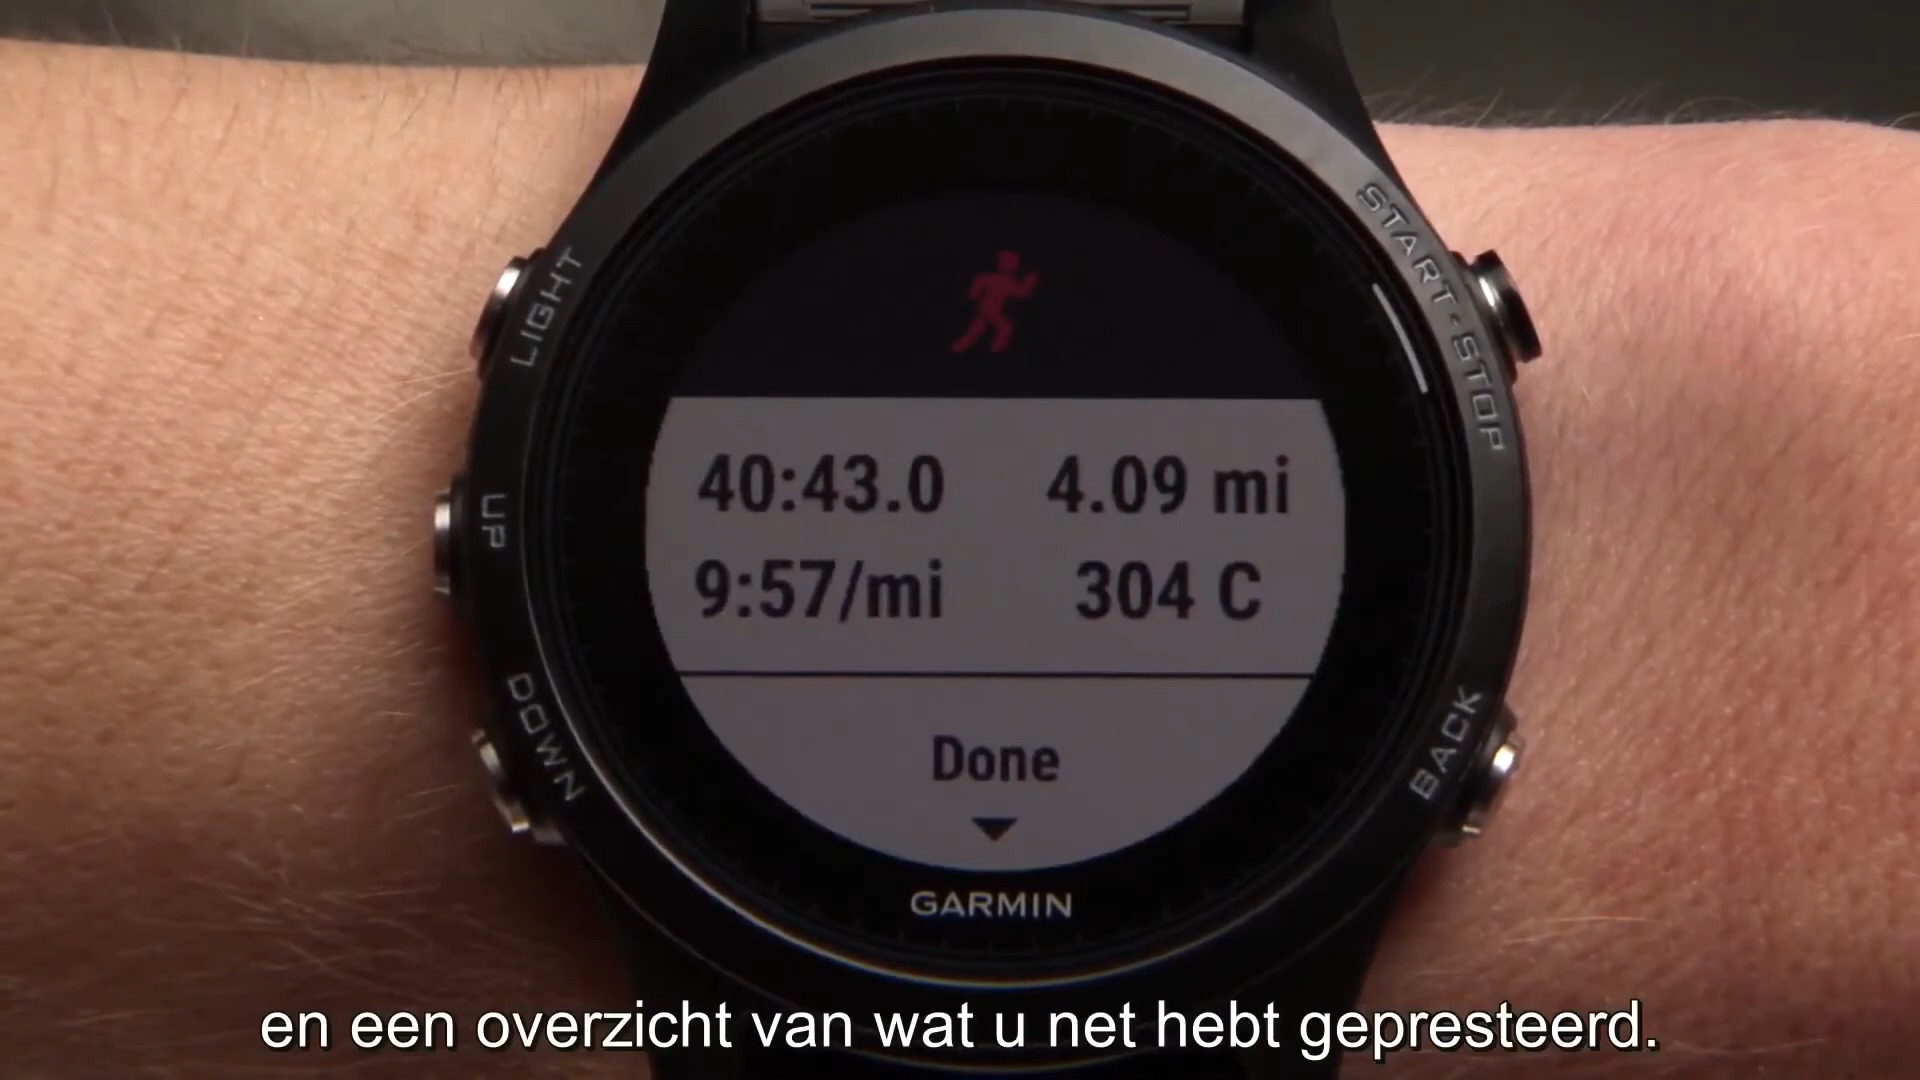 START·STOP
LIGHT
40:43.0 4.09 mi
UP
9:57/mi 304 C
DOWN
BACK
Done
GARMIN
en een overzicht van wat u net hebt gepresteerd.